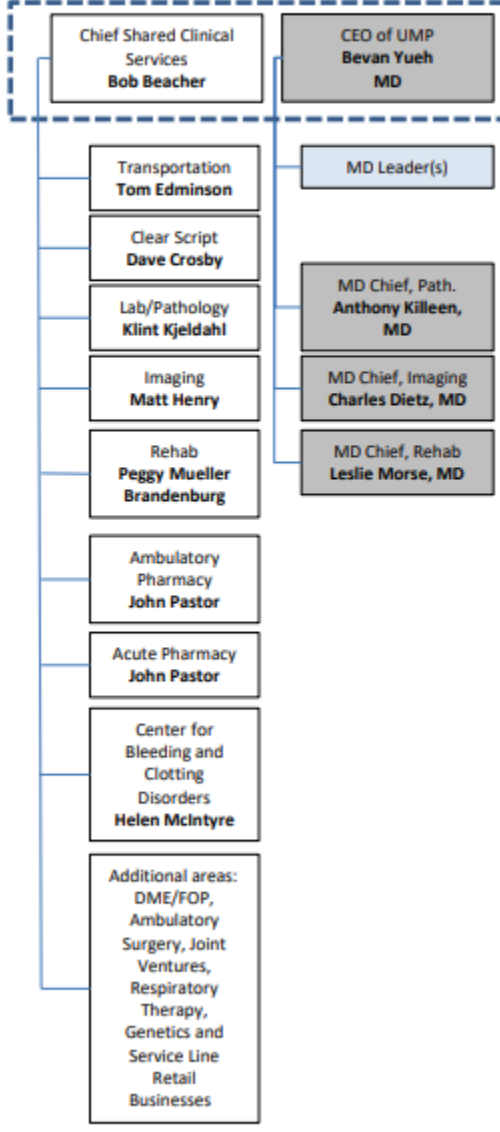 Chief Shared Clinical
Services
Bob Beacher
CEO of UMP
Bevan Yueh
MD
Transportation
Tom Edminson
Clear Script
Dave Crosby
Lab/Pathology
Klint Kjeldahl
Imaging
Matt Henry
Rehab
Peggy Mueller
Brandenburg
Ambulatory
Pharmacy
John Pastor
Acute Pharmacy
John Pastor
Center for
Bleeding and
Clotting
Disorders
Helen McIntyre
Additional areas:
DME/FOP,
Ambulatory
Surgery, Joint
Ventures,
Respiratory
Therapy,
Genetics and
Service Line
Retail
Businesses
MD Leader(s)
MD Chief, Path.
Anthony Killeen,
MD
MD Chief, Imaging
Charles Dietz, MD
MD Chief, Rehab
Leslie Morse, MD